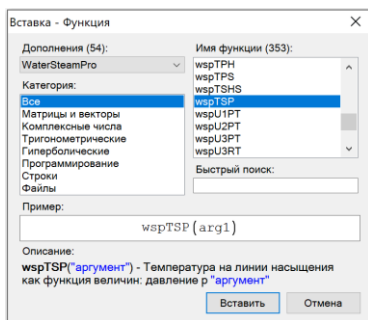 Вставка - Функция
Дополнения (54):
WaterSteamPro
Категория:
Все
Матрицы и векторы
Комплексные числа
Тригонометрические
Гиперболические
Программирование
Строки
Файлы
Имя функции (353):
wspTPH
wspTPS
wspTSHS
wspTSP
wspU1PT
wspU2PT
wspU3PT
wspU3RT
Быстрый поиск:
Пример:
wspTSP(arg1)
Описание:
wspTSP("аргумент") - Температура на линии насыщения
как функция величин: давление p "аргумент"
Вставить
Отмена